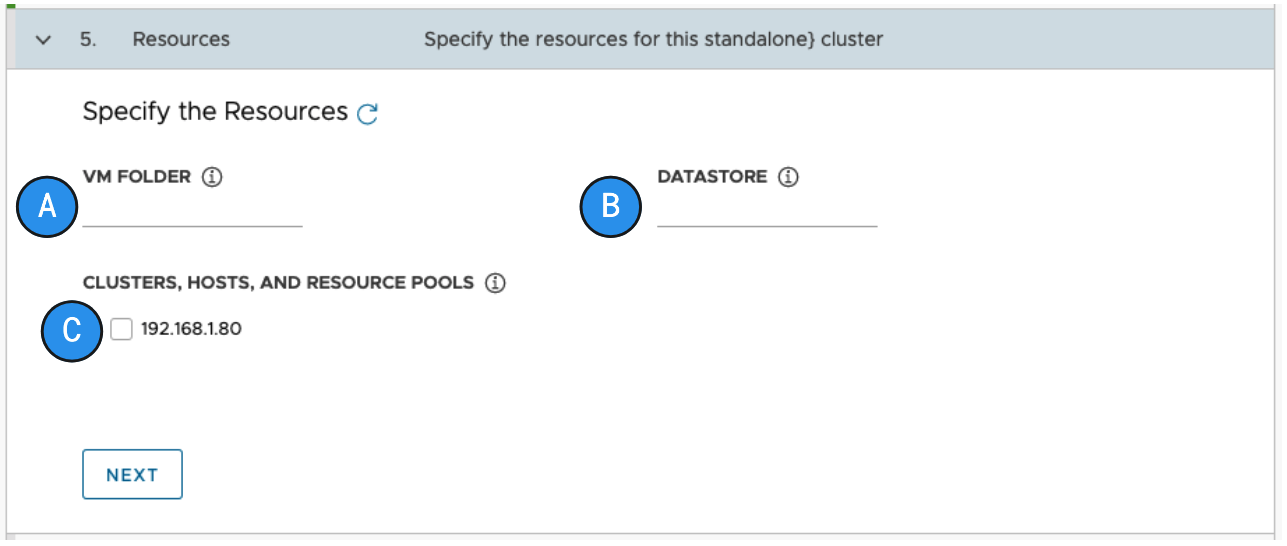 5. Resources Specify the resources for this standalone} cluster
Specify the Resources
VM FOLDER
DATASTORE
A
B
CLUSTERS, HOSTS, AND RESOURCE POOLS
C 192.168.1.80
NEXT